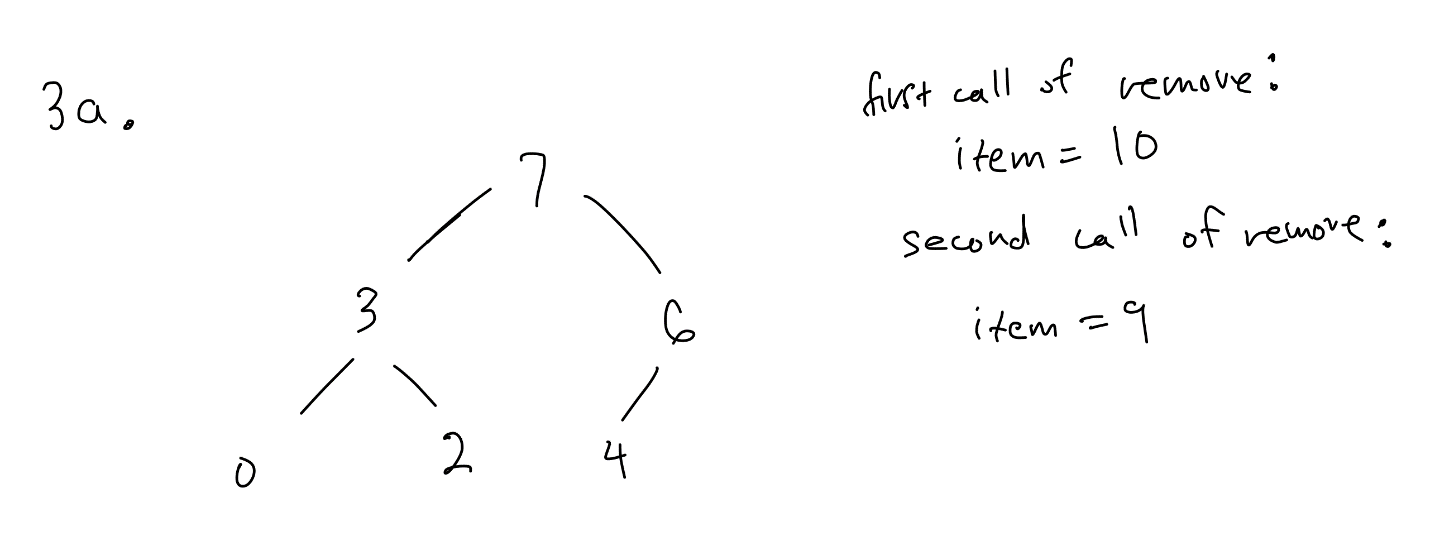 3a.
first call of remove:
item = 10
second call of remove:
item = 9
7
3 6
0 2 4